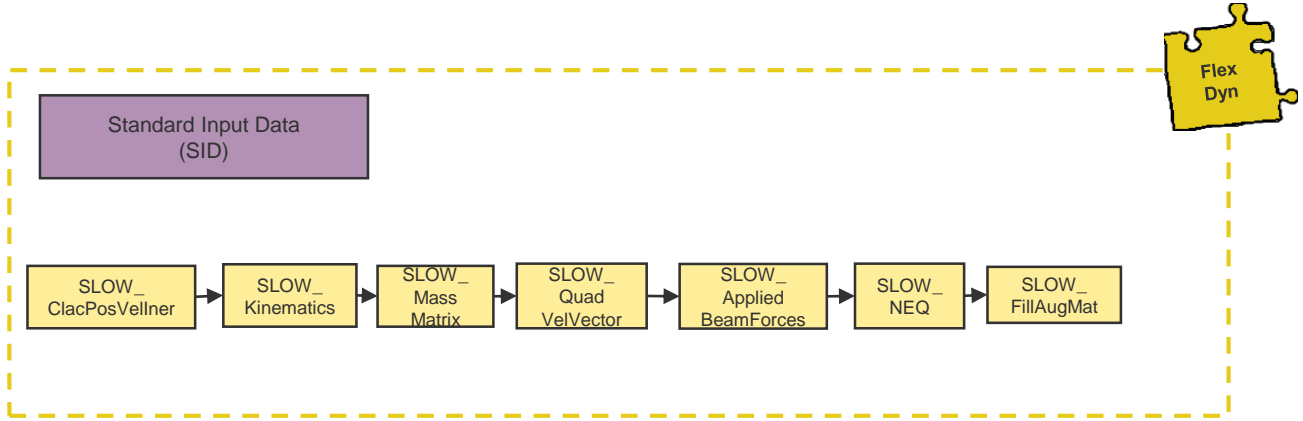 Flex
Dyn
Standard Input Data
(SID)
SLOW_
ClacPosVelIner
SLOW_
Kinematics
SLOW_
Mass
Matrix
SLOW_
Quad
VelVector
SLOW_
Applied
BeamForces
SLOW_
NEQ
SLOW_
FillAugMat